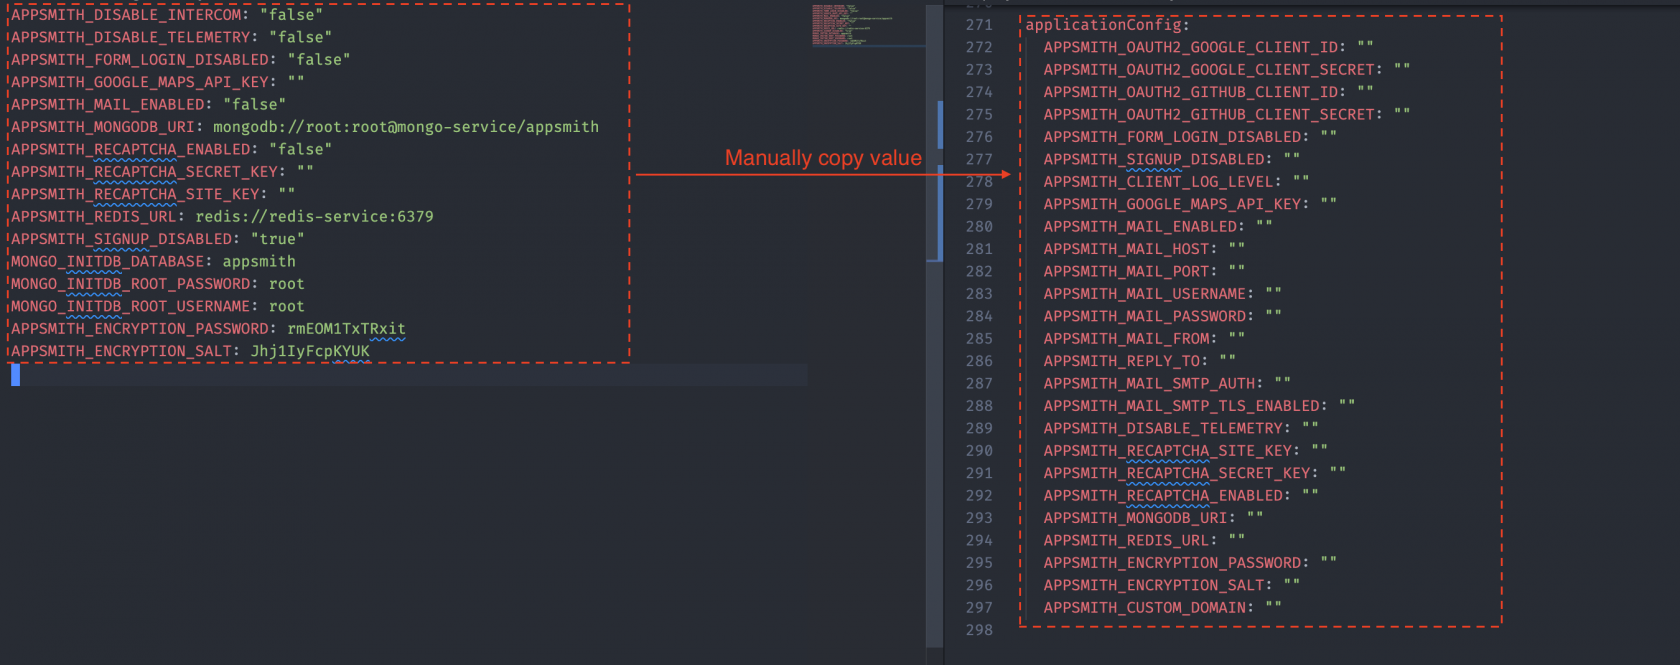 APPSMITH_DISABLE_INTERCOM: "false"
APPSMITH_DISABLE_TELEMETRY: "false"
APPSMITH_FORM_LOGIN_DISABLED: "false"
APPSMITH_GOOGLE_MAPS_API_KEY: ""
APPSMITH_MAIL_ENABLED: "false"
APPSMITH_MONGODB_URI: mongodb://root:root@mongo-service/appsmith
APPSMITH_RECAPTCHA_ENABLED: "false"
APPSMITH_RECAPTCHA_SECRET_KEY: ""
APPSMITH_RECAPTCHA_SITE_KEY: ""
APPSMITH_REDIS_URL: redis://redis-service:6379
APPSMITH_SIGNUP_DISABLED: "true"
MONGO_INITDB_DATABASE: appsmith
MONGO_INITDB_ROOT_PASSWORD: root
MONGO_INITDB_ROOT_USERNAME: root
APPSMITH_ENCRYPTION_PASSWORD: rmEOM1TxTRxit
APPSMITH_ENCRYPTION_SALT: Jhj1IyFcpKYUK
Manually copy value
271 applicationConfig:
272 APPSMITH_OAUTH2_GOOGLE_CLIENT_ID: ""
273 APPSMITH_OAUTH2_GOOGLE_CLIENT_SECRET: ""
274 APPSMITH_OAUTH2_GITHUB_CLIENT_ID: ""
275 APPSMITH_OAUTH2_GITHUB_CLIENT_SECRET: ""
276 APPSMITH_FORM_LOGIN_DISABLED: ""
277 APPSMITH_SIGNUP_DISABLED: ""
278 APPSMITH_CLIENT_LOG_LEVEL: ""
279 APPSMITH_GOOGLE_MAPS_API_KEY: ""
280 APPSMITH_MAIL_ENABLED: ""
281 APPSMITH_MAIL_HOST: ""
282 APPSMITH_MAIL_PORT: ""
283 APPSMITH_MAIL_USERNAME: ""
284 APPSMITH_MAIL_PASSWORD: ""
285 APPSMITH_MAIL_FROM: ""
286 APPSMITH_REPLY_TO: ""
287 APPSMITH_MAIL_SMTP_AUTH: ""
288 APPSMITH_MAIL_SMTP_TLS_ENABLED: ""
289 APPSMITH_DISABLE_TELEMETRY: ""
290 APPSMITH_RECAPTCHA_SITE_KEY: ""
291 APPSMITH_RECAPTCHA_SECRET_KEY: ""
292 APPSMITH_RECAPTCHA_ENABLED: ""
293 APPSMITH_MONGODB_URI: ""
294 APPSMITH_REDIS_URL: ""
295 APPSMITH_ENCRYPTION_PASSWORD: ""
296 APPSMITH_ENCRYPTION_SALT: ""
297 APPSMITH_CUSTOM_DOMAIN: ""
298